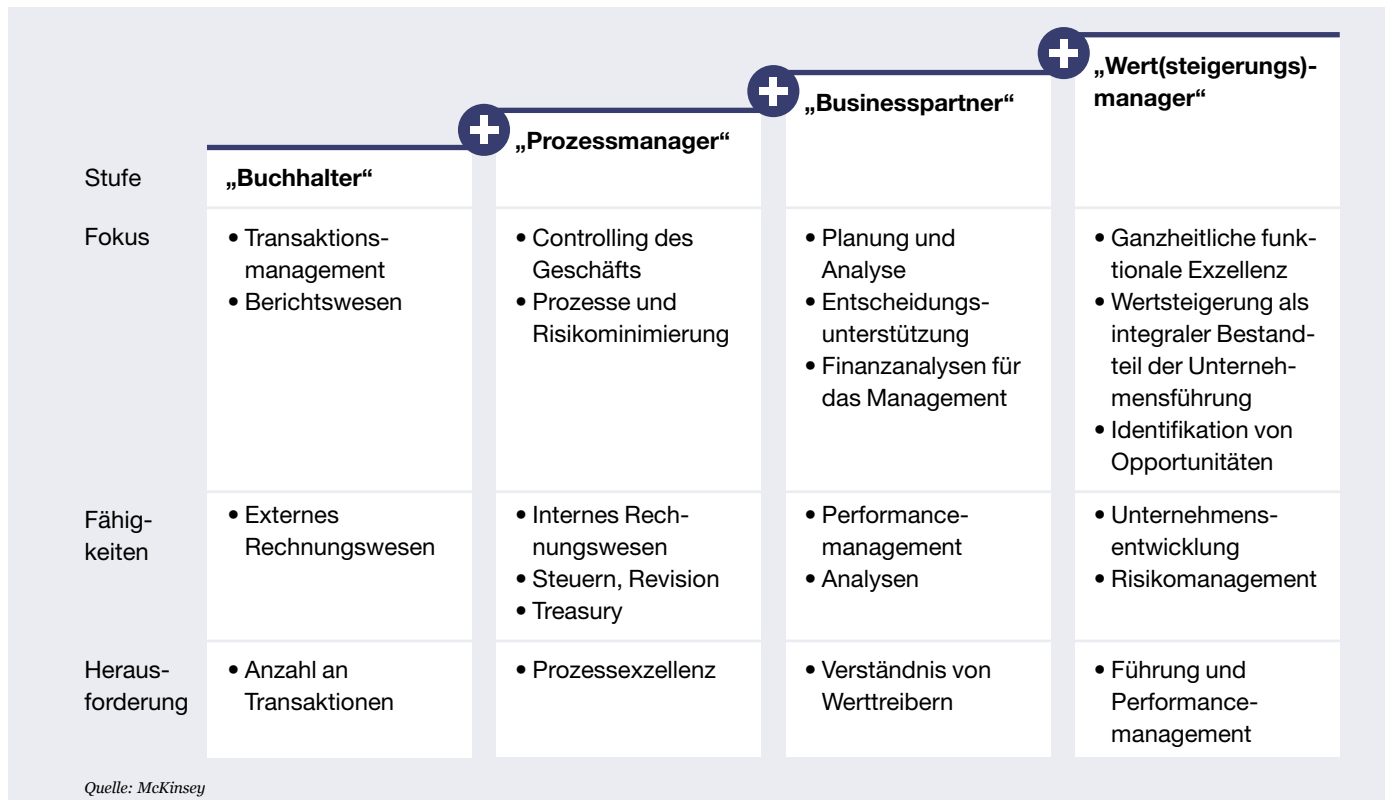 „Wert(steigerungs)-
manager“
„Businesspartner“
„Prozessmanager“
Stufe
„Buchhalter“
Fokus
• Transaktions-
management
• Berichtswesen
• Controlling des
Geschäfts
• Prozesse und
Risikominimierung
• Planung und
Analyse
• Entscheidungs-
unterstützung
• Finanzanalysen für
das Management
• Ganzheitliche funk-
tionale Exzellenz
• Wertsteigerung als
integraler Bestand-
teil der Unterneh-
mensführung
• Identifikation von
Opportunitäten
Fähig-
keiten
• Externes
Rechnungswesen
• Internes Rech-
nungswesen
• Steuern, Revision
• Treasury
• Performance-
management
• Analysen
• Unternehmens-
entwicklung
• Risikomanagement
Heraus-
forderung
• Anzahl an
Transaktionen
• Prozessexzellenz
• Verständnis von
Werttreibern
• Führung und
Performance-
management
Quelle: McKinsey